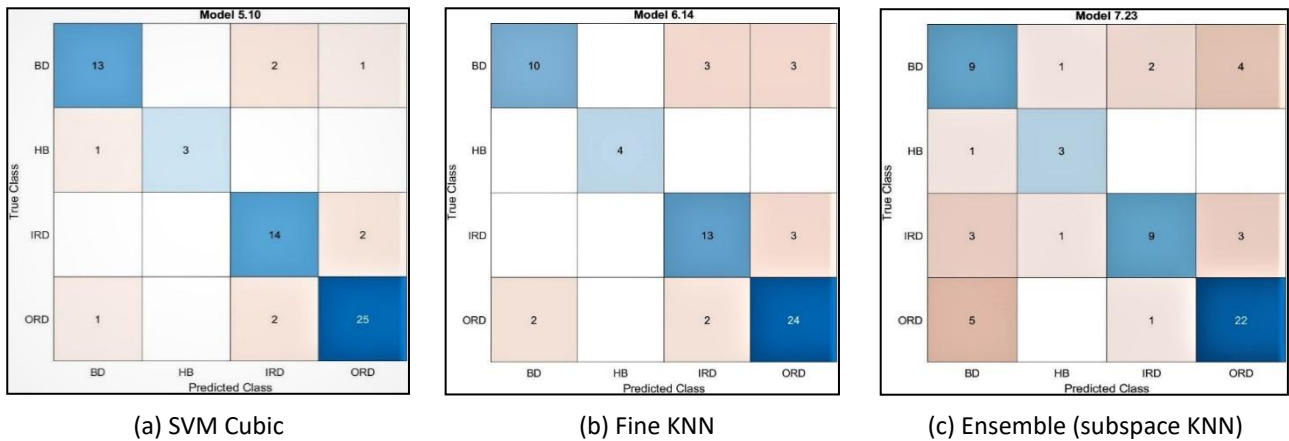 Model 5.10
True Class
BD 13 2 1
HB 1 3
IRD 14 2
ORD 1 2 25
BD HB IRD ORD
Predicted Class
(a) SVM Cubic
Model 6.14
True Class
BD 10 3 3
HB 4
IRD 13 3
ORD 2 2 24
BD HB IRD ORD
Predicted Class
(b) Fine KNN
Model 7.23
True Class
BD 9 1 2 4
HB 1 3
IRD 3 1 9 3
ORD 5 1 22
BD HB IRD ORD
Predicted Class
(c) Ensemble (subspace KNN)